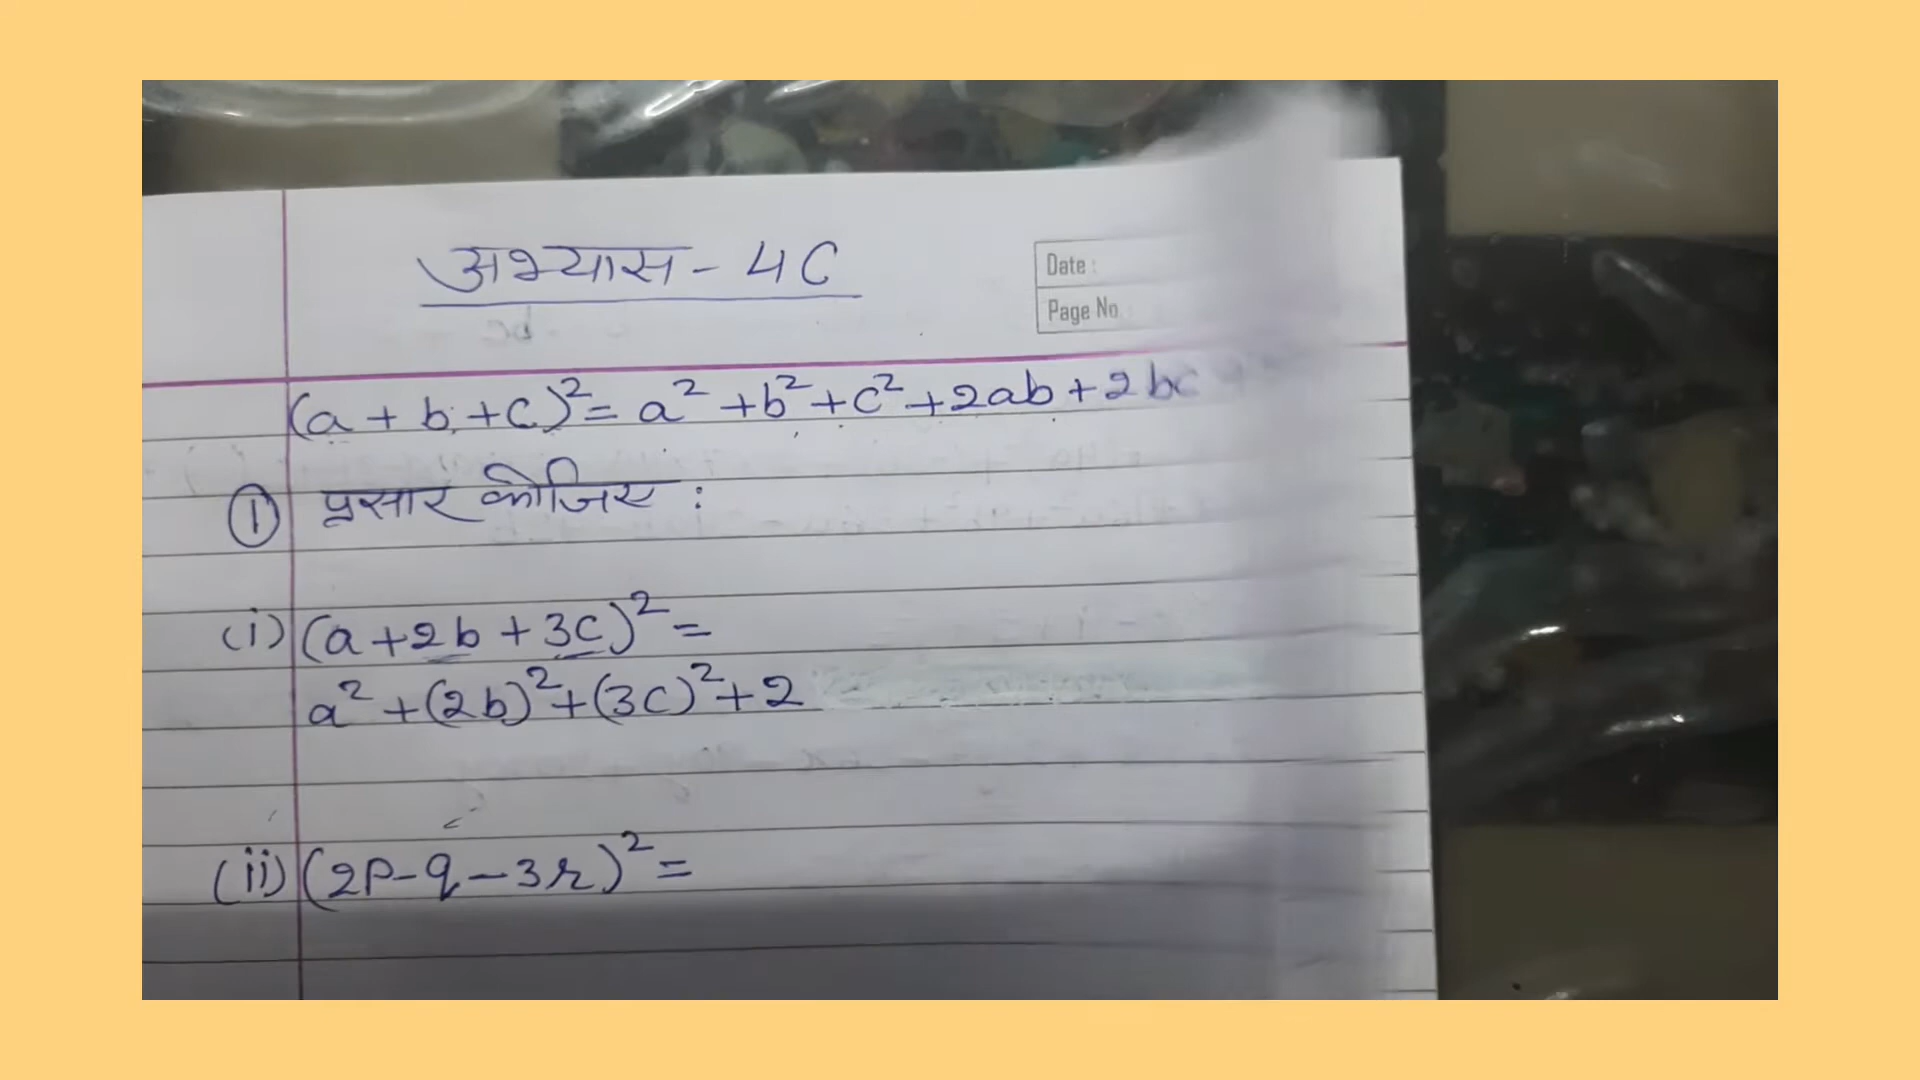 अभ्यास - 4C
Date :
Page No.
(a + b + c)² = a² + b² + c² + 2ab + 2bc
① प्रसार कीजिए :
(i) (a + 2b + 3c)² =
a² + (2b)² + (3c)² + 2
(ii) (2p - q - 3r)² =